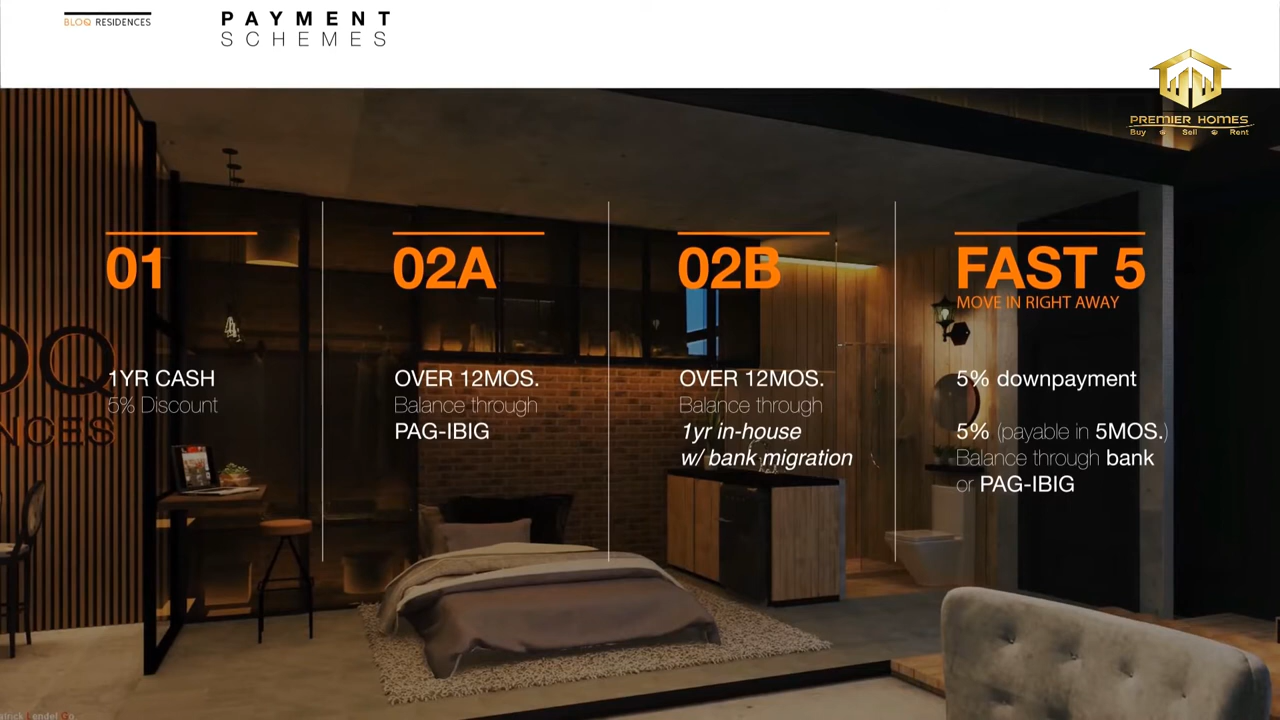 BLOQ RESIDENCES
PAYMENT
SCHEMES
PREMIER HOMES
Buy & Sell & Rent
01
1YR CASH
5% Discount
02A
OVER 12MOS.
Balance through
PAG-IBIG
02B
OVER 12MOS.
Balance through
1yr in-house
w/ bank migration
FAST 5
MOVE IN RIGHT AWAY
5% downpayment
5% (payable in 5MOS.)
Balance through bank
or PAG-IBIG
OQ
NCES